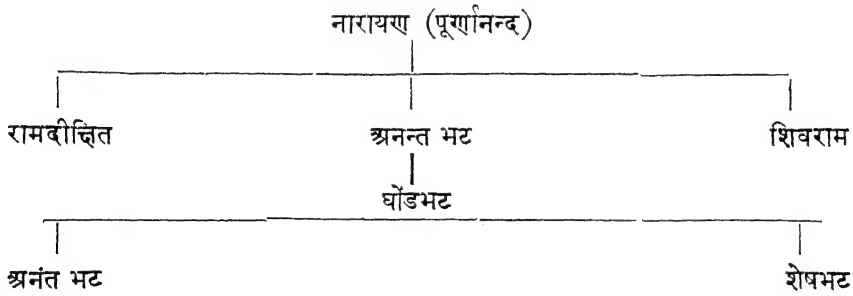 नारायण (पूर्णानन्द)
रामदीक्षित अनन्त भट शिवराम
घोंडभट
अनंत भट शेषभट